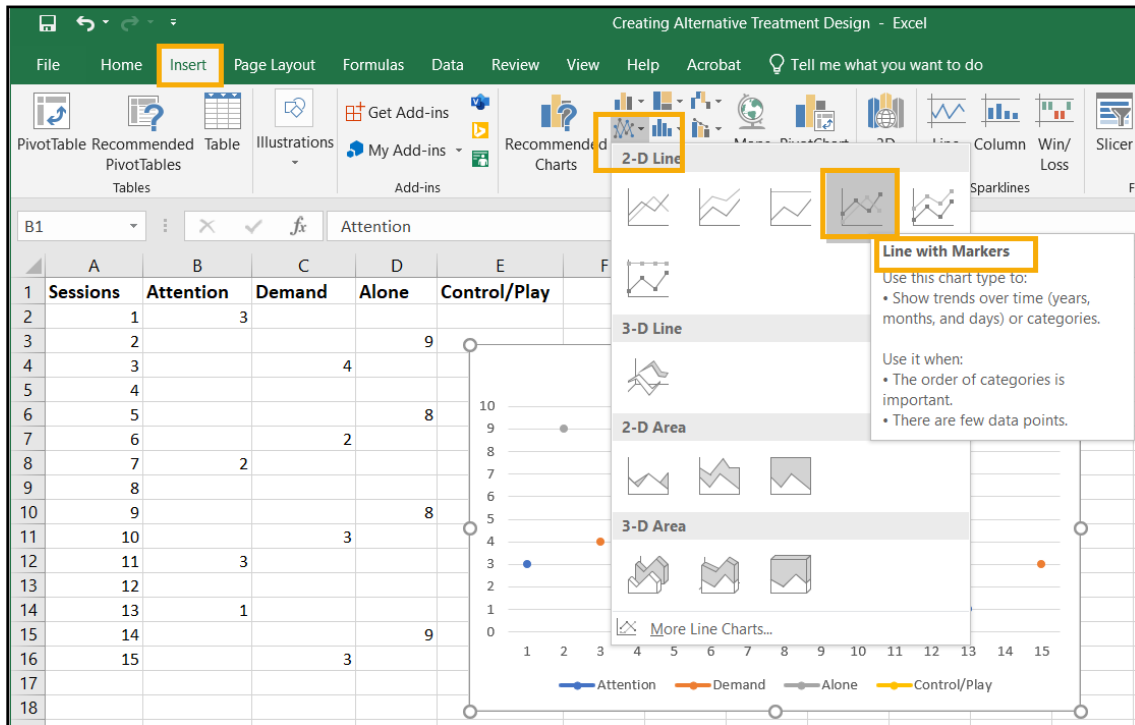 Creating Alternative Treatment Design - Excel
File Home Insert Page Layout Formulas Data Review View Help Acrobat Tell me what you want to do
PivotTable Recommended PivotTables Table
Illustrations
Get Add-ins
My Add-ins
Recommended Charts
Line Column Win/Loss
Slicer
Tables
Add-ins
Sparklines
B1 fx Attention
A B C D E F
1 Sessions Attention Demand Alone Control/Play
2 1 3
3 2 9
4 3 4
5 4
6 5 8
7 6 2
8 7 2
9 8
10 9 8
11 10 3
12 11 3
13 12
14 13 1
15 14 9
16 15 3
17
18
2-D Line
Line with Markers
Use this chart type to:
• Show trends over time (years,
months, and days) or categories.
Use it when:
• The order of categories is
important.
• There are few data points.
3-D Line
2-D Area
3-D Area
More Line Charts...
10
9
8
7
6
5
4
3
2
1
0
1 2 3 4 5 6 7 8 9 10 11 12 13 14 15
Attention Demand Alone Control/Play